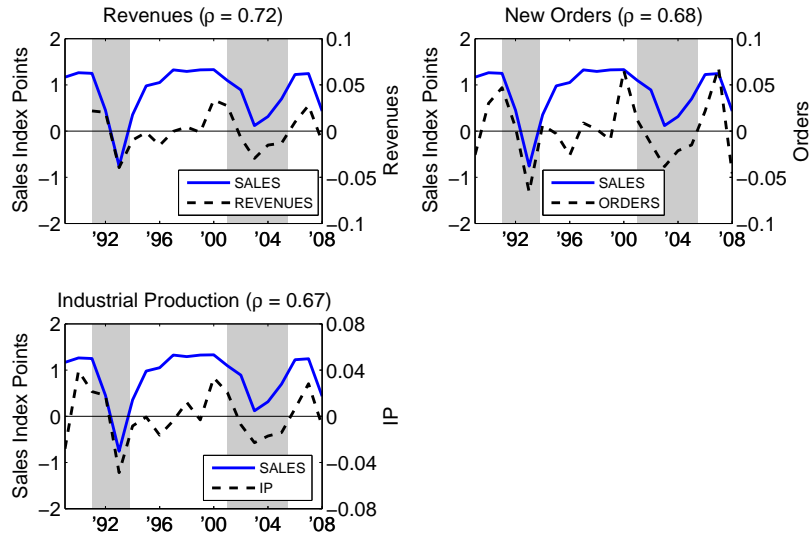 Revenues (ρ = 0.72)
Sales Index Points
2
1
0
−1
−2
0.1
0.05
0
−0.05
−0.1
Revenues
SALES
REVENUES
'92 '96 '00 '04 '08
New Orders (ρ = 0.68)
Sales Index Points
2
1
0
−1
−2
0.1
0.05
0
−0.05
−0.1
Orders
SALES
ORDERS
'92 '96 '00 '04 '08
Industrial Production (ρ = 0.67)
Sales Index Points
2
1
0
−1
−2
0.08
0.04
0
−0.04
−0.08
IP
SALES
IP
'92 '96 '00 '04 '08